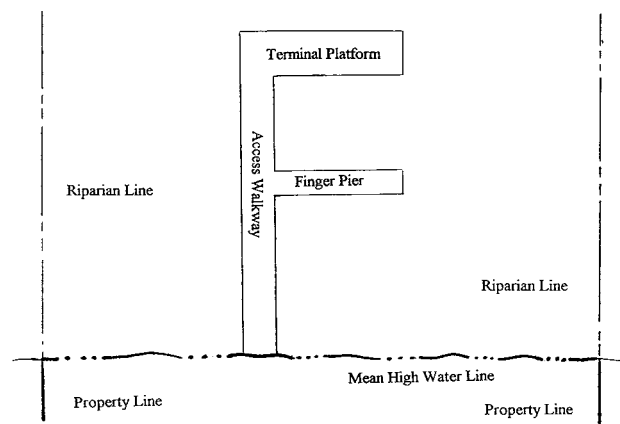 Terminal Platform
Access Walkway
Finger Pier
Riparian Line
Riparian Line
Mean High Water Line
Property Line
Property Line